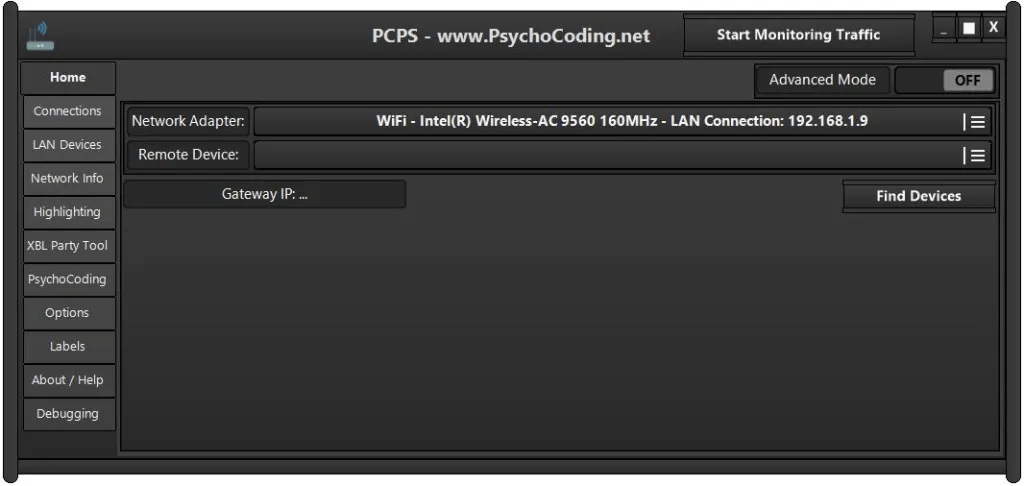 PCPS - www.PsychoCoding.net
Start Monitoring Traffic
_ X
Home
Advanced Mode
OFF
Connections
Network Adapter:
WiFi - Intel(R) Wireless-AC 9560 160MHz - LAN Connection: 192.168.1.9
LAN Devices
Remote Device:
Network Info
Gateway IP: ...
Find Devices
Highlighting
XBL Party Tool
PsychoCoding
Options
Labels
About / Help
Debugging